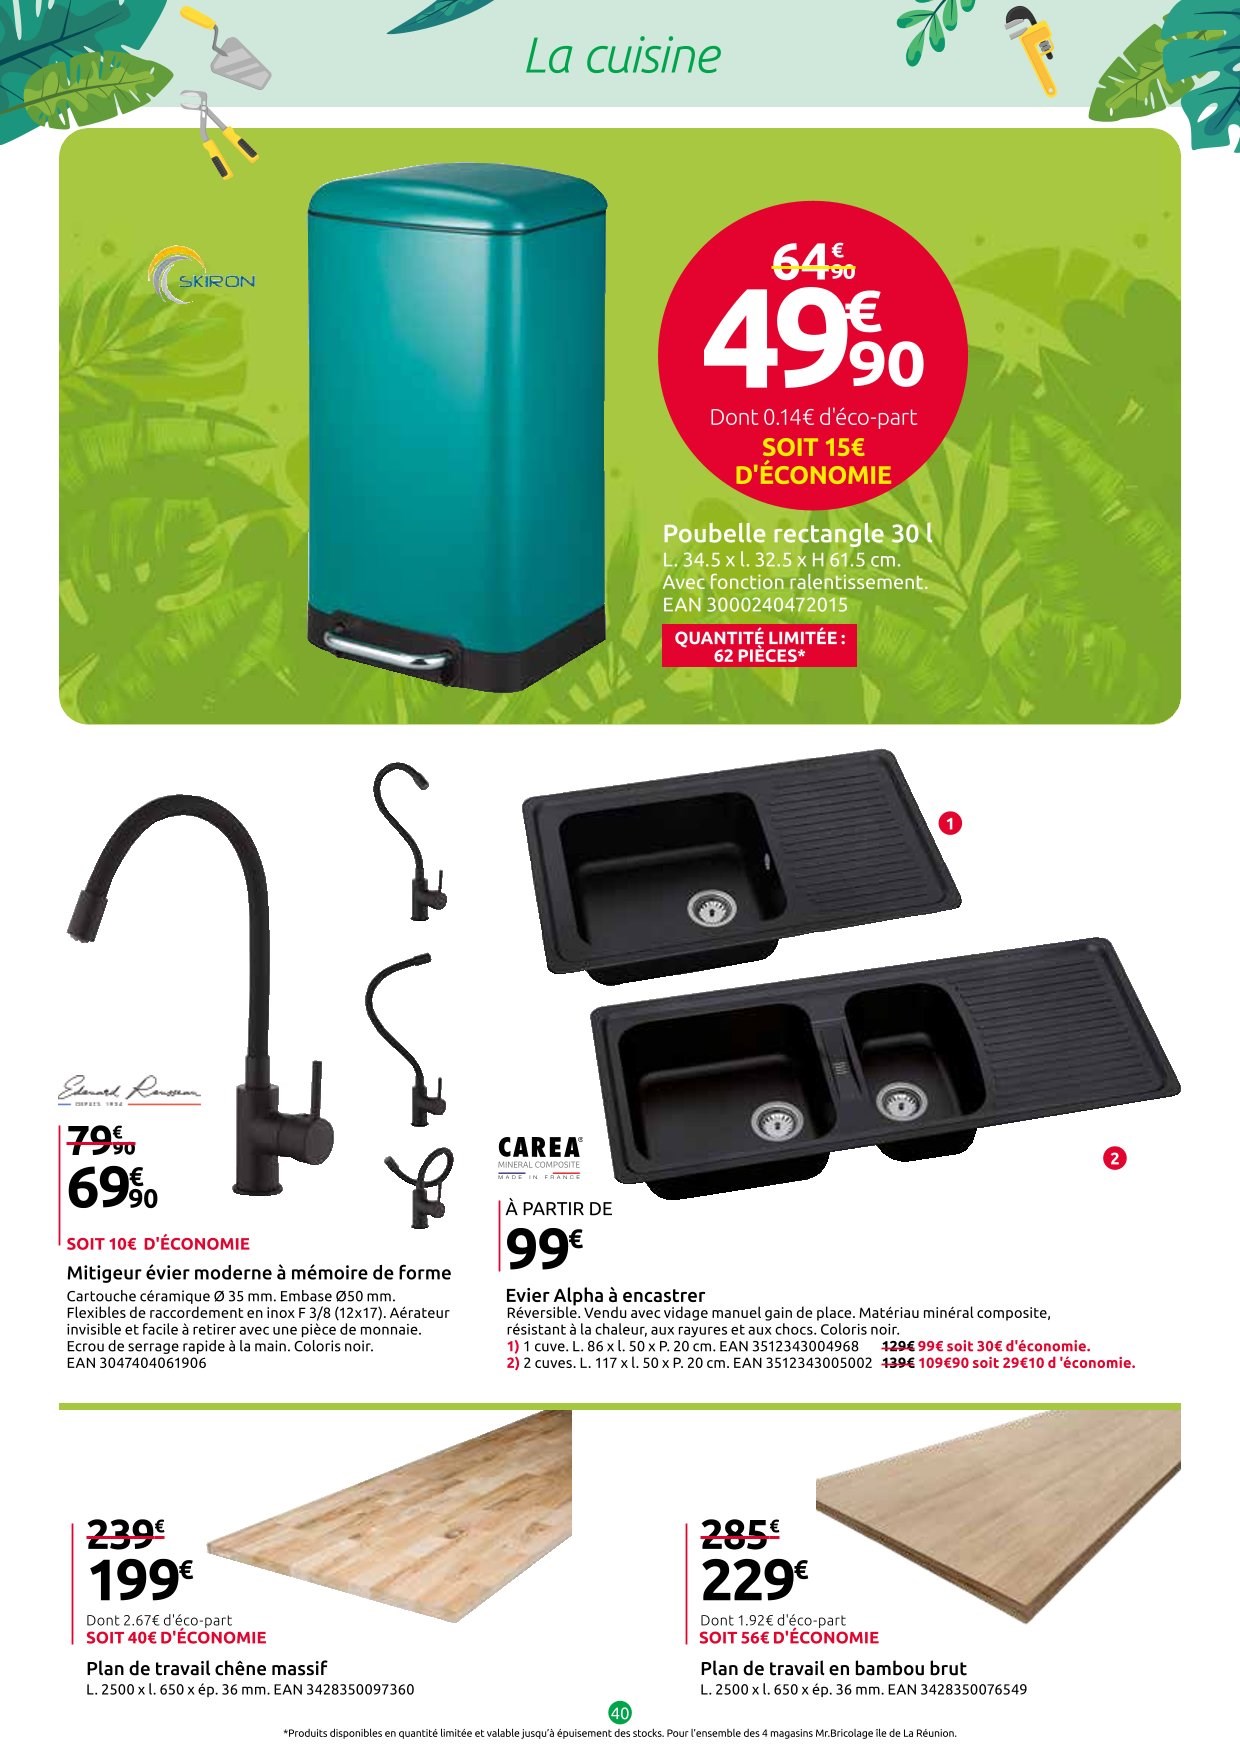 La cuisine
SKIRON
64€90
49€90
Dont 0.14€ d'éco-part
SOIT 15€
D'ÉCONOMIE
Poubelle rectangle 30 l
L. 34.5 x l. 32.5 x H 61.5 cm.
Avec fonction ralentissement.
EAN 3000240472015
QUANTITÉ LIMITÉE :
62 PIÈCES*
1
2
Edouard Rousseau
DEPUIS 1934
79€90
69€90
SOIT 10€ D'ÉCONOMIE
Mitigeur évier moderne à mémoire de forme
Cartouche céramique Ø 35 mm. Embase Ø50 mm.
Flexibles de raccordement en inox F 3/8 (12x17). Aérateur
invisible et facile à retirer avec une pièce de monnaie.
Ecrou de serrage rapide à la main. Coloris noir.
EAN 3047404061906
CAREA®
MINERAL COMPOSITE
MADE IN FRANCE
À PARTIR DE
99€
Evier Alpha à encastrer
Réversible. Vendu avec vidage manuel gain de place. Matériau minéral composite,
résistant à la chaleur, aux rayures et aux chocs. Coloris noir.
1) 1 cuve. L. 86 x l. 50 x P. 20 cm. EAN 3512343004968 129€ 99€ soit 30€ d'économie.
2) 2 cuves. L. 117 x l. 50 x P. 20 cm. EAN 3512343005002 139€ 109€90 soit 29€10 d 'économie.
239€
199€
Dont 2.67€ d'éco-part
SOIT 40€ D'ÉCONOMIE
Plan de travail chêne massif
L. 2500 x l. 650 x ép. 36 mm. EAN 3428350097360
285€
229€
Dont 1.92€ d'éco-part
SOIT 56€ D'ÉCONOMIE
Plan de travail en bambou brut
L. 2500 x l. 650 x ép. 36 mm. EAN 3428350076549
40
*Produits disponibles en quantité limitée et valable jusqu'à épuisement des stocks. Pour l'ensemble des 4 magasins Mr.Bricolage île de La Réunion.